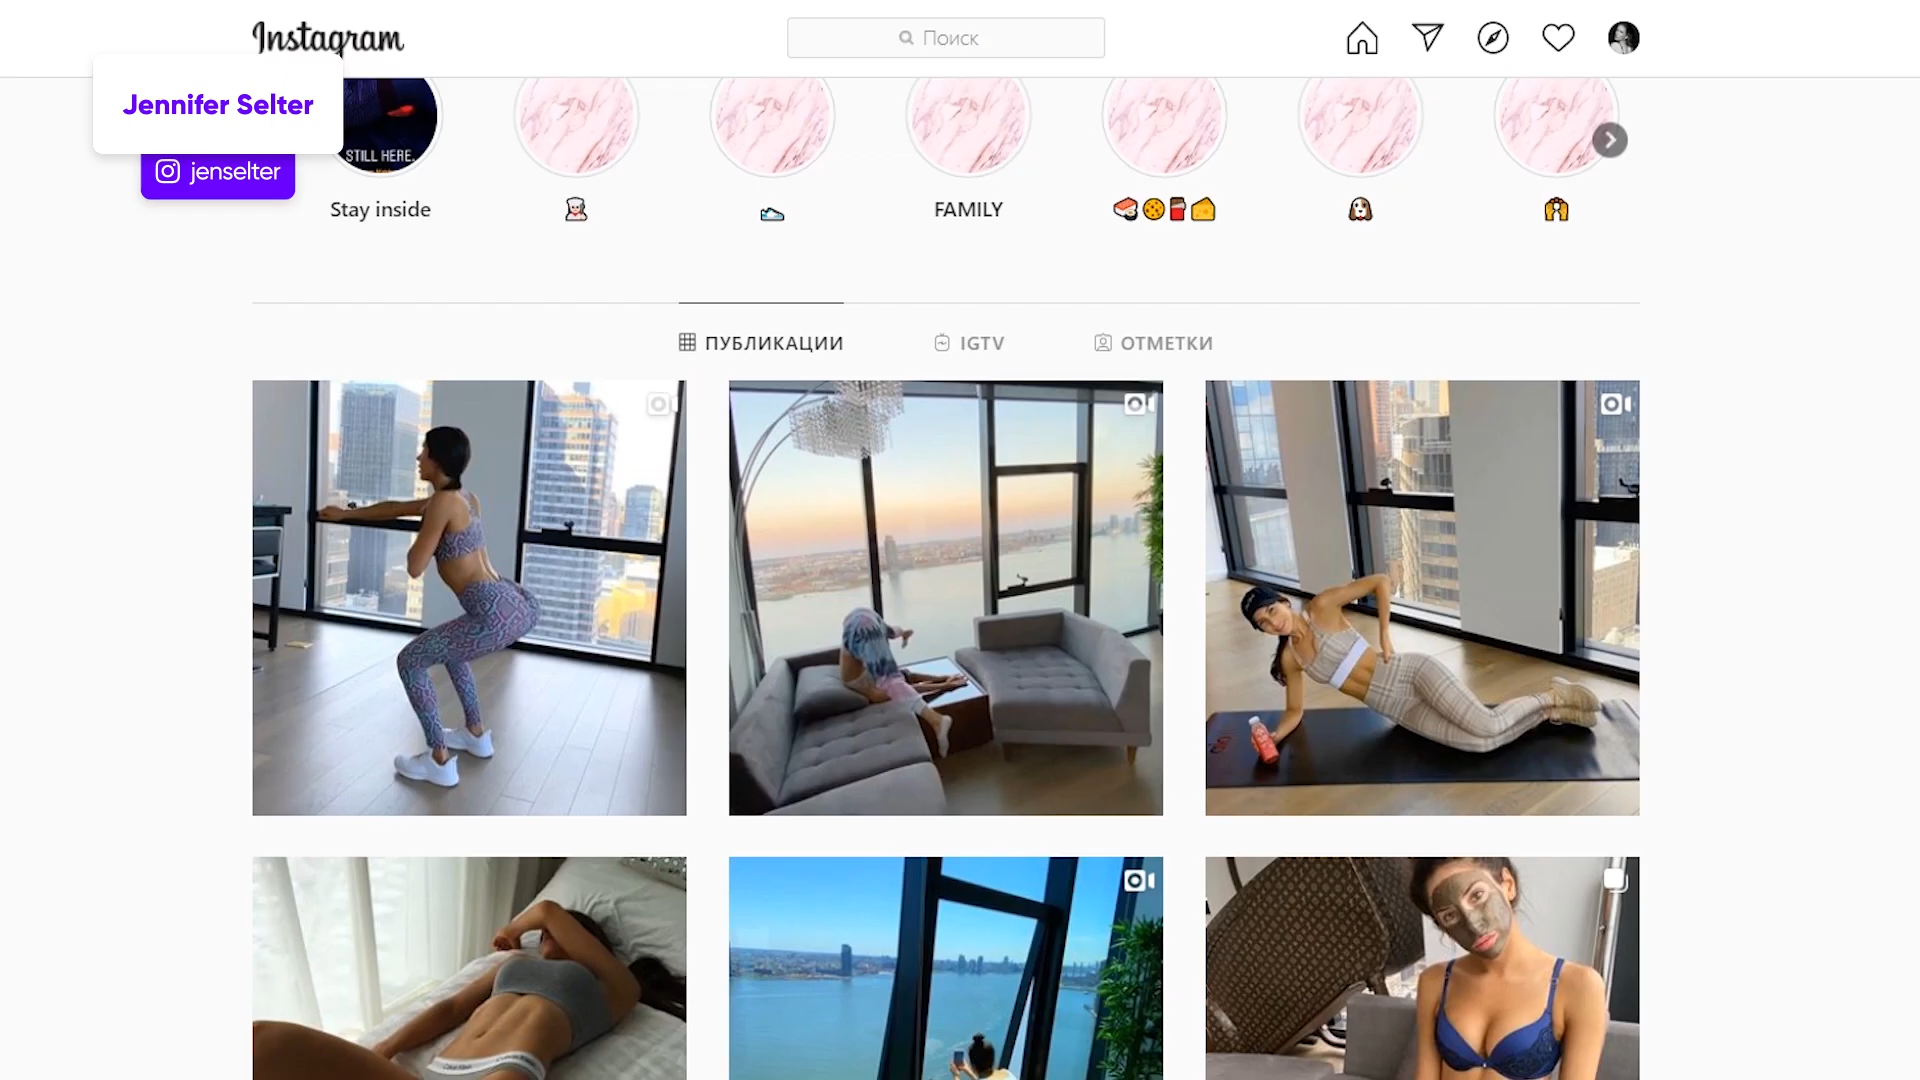 Instagram
Поиск
Jennifer Selter
jenselter
STILL HERE.
Stay inside
FAMILY
ПУБЛИКАЦИИ
IGTV
ОТМЕТКИ